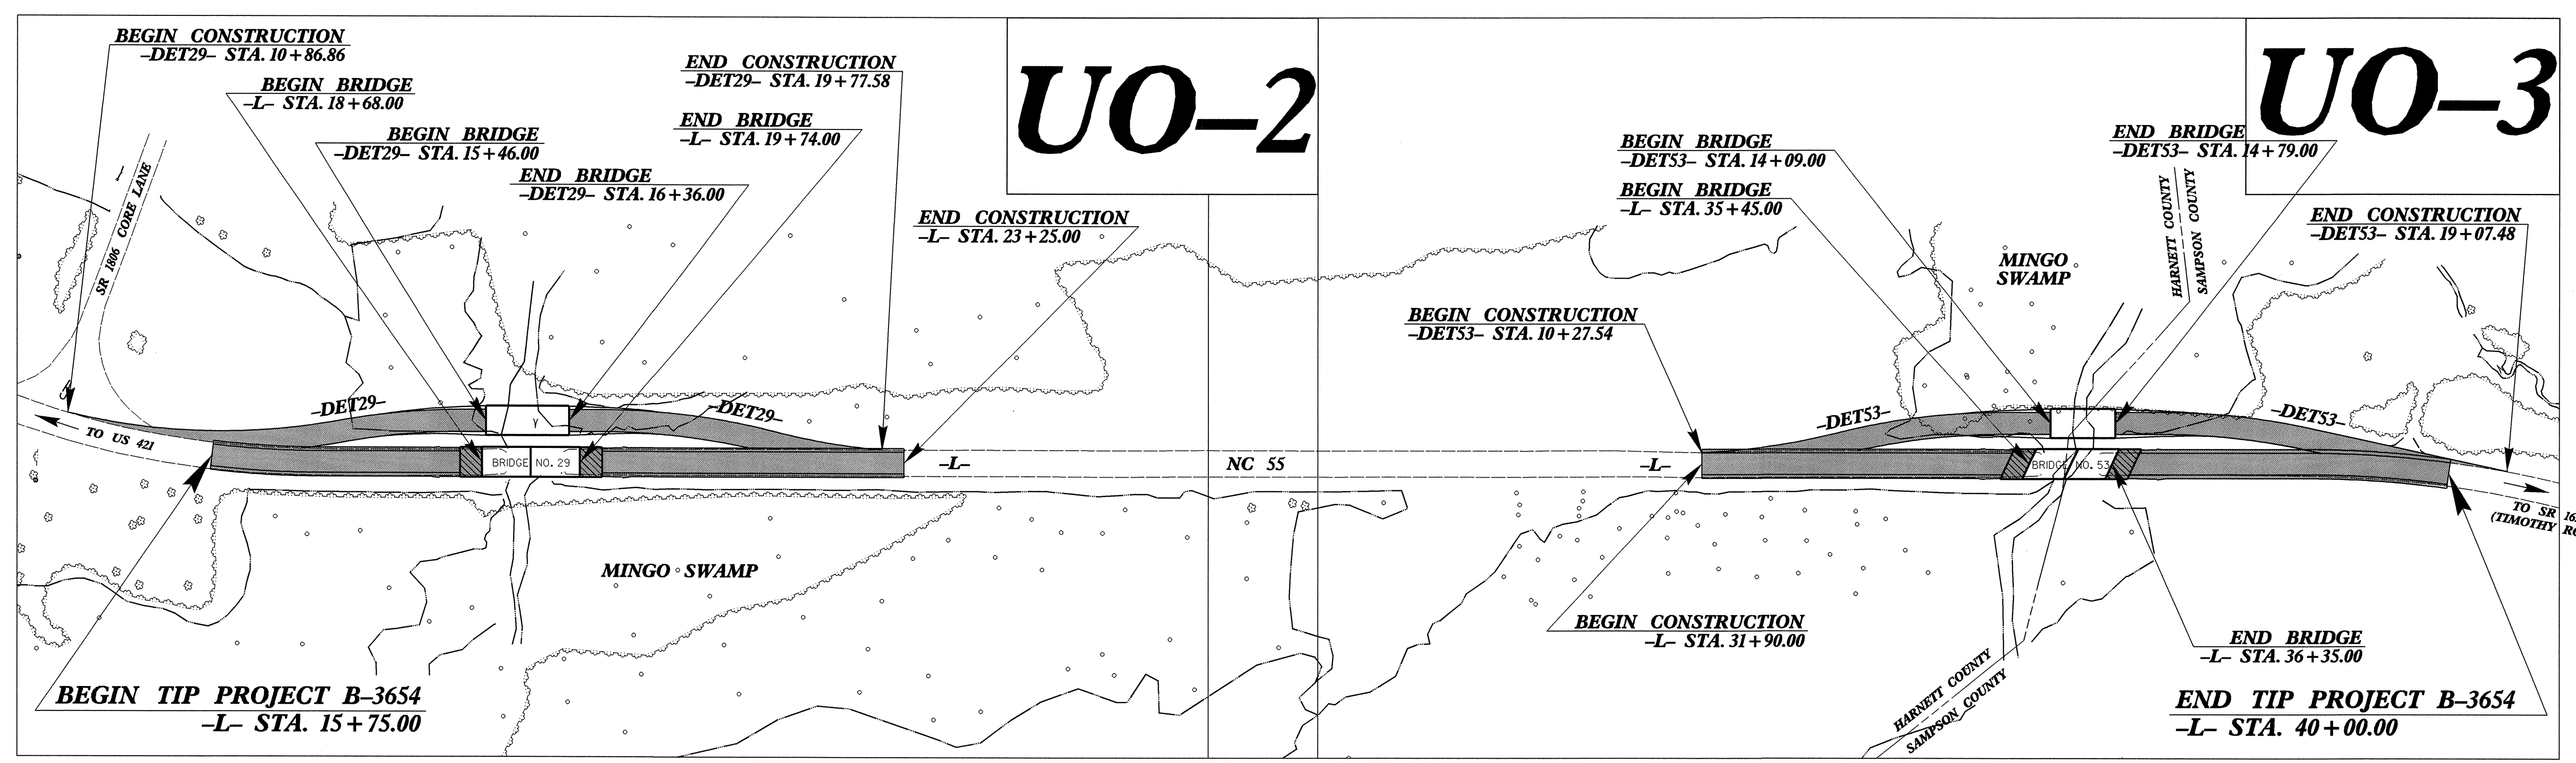 BEGIN CONSTRUCTION
–DET29– STA. 10+86.86
BEGIN BRIDGE
–L– STA. 18+68.00
BEGIN BRIDGE
–DET29– STA. 15+46.00
END BRIDGE
–DET29– STA. 16+36.00
END CONSTRUCTION
–DET29– STA. 19+77.58
END BRIDGE
–L– STA. 19+74.00
END CONSTRUCTION
–L– STA. 23+25.00
UO–2
SR 1806 CORE LANE
–DET29–
–DET29–
TO US 421
BRIDGE NO. 29
–L–
NC 55
MINGO SWAMP
BEGIN TIP PROJECT B–3654
–L– STA. 15+75.00
UO–3
BEGIN BRIDGE
–DET53– STA. 14+09.00
BEGIN BRIDGE
–L– STA. 35+45.00
END BRIDGE
–DET53– STA. 14+79.00
HARNETT COUNTY
SAMPSON COUNTY
END CONSTRUCTION
–DET53– STA. 19+07.48
MINGO
SWAMP
BEGIN CONSTRUCTION
–DET53– STA. 10+27.54
–DET53–
–DET53–
–L–
BRIDGE NO. 53
TO SR
(TIMOTHY
BEGIN CONSTRUCTION
–L– STA. 31+90.00
END BRIDGE
–L– STA. 36+35.00
HARNETT COUNTY
SAMPSON COUNTY
END TIP PROJECT B–3654
–L– STA. 40+00.00